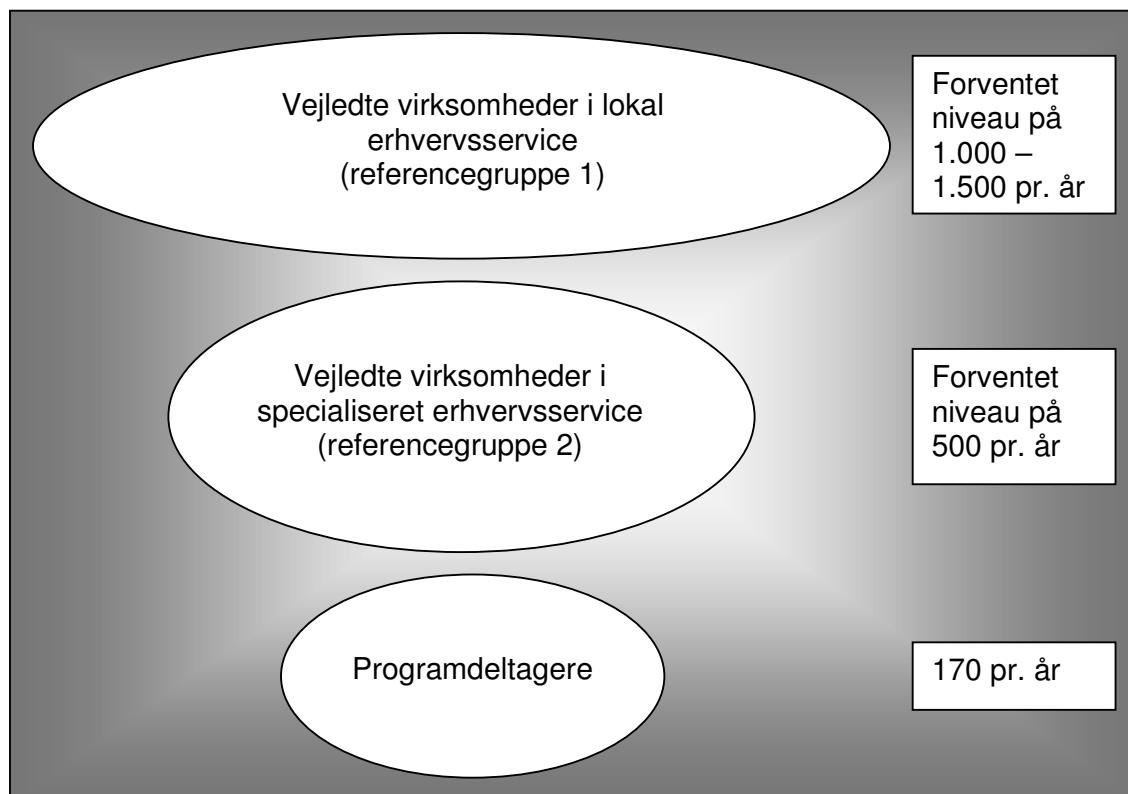 Vejledte virksomheder i lokal
erhvervsservice
(referencegruppe 1)
Forventet
niveau på
1.000 –
1.500 pr. år
Vejledte virksomheder i
specialiseret erhvervsservice
(referencegruppe 2)
Forventet
niveau på
500 pr. år
Programdeltagere
170 pr. år